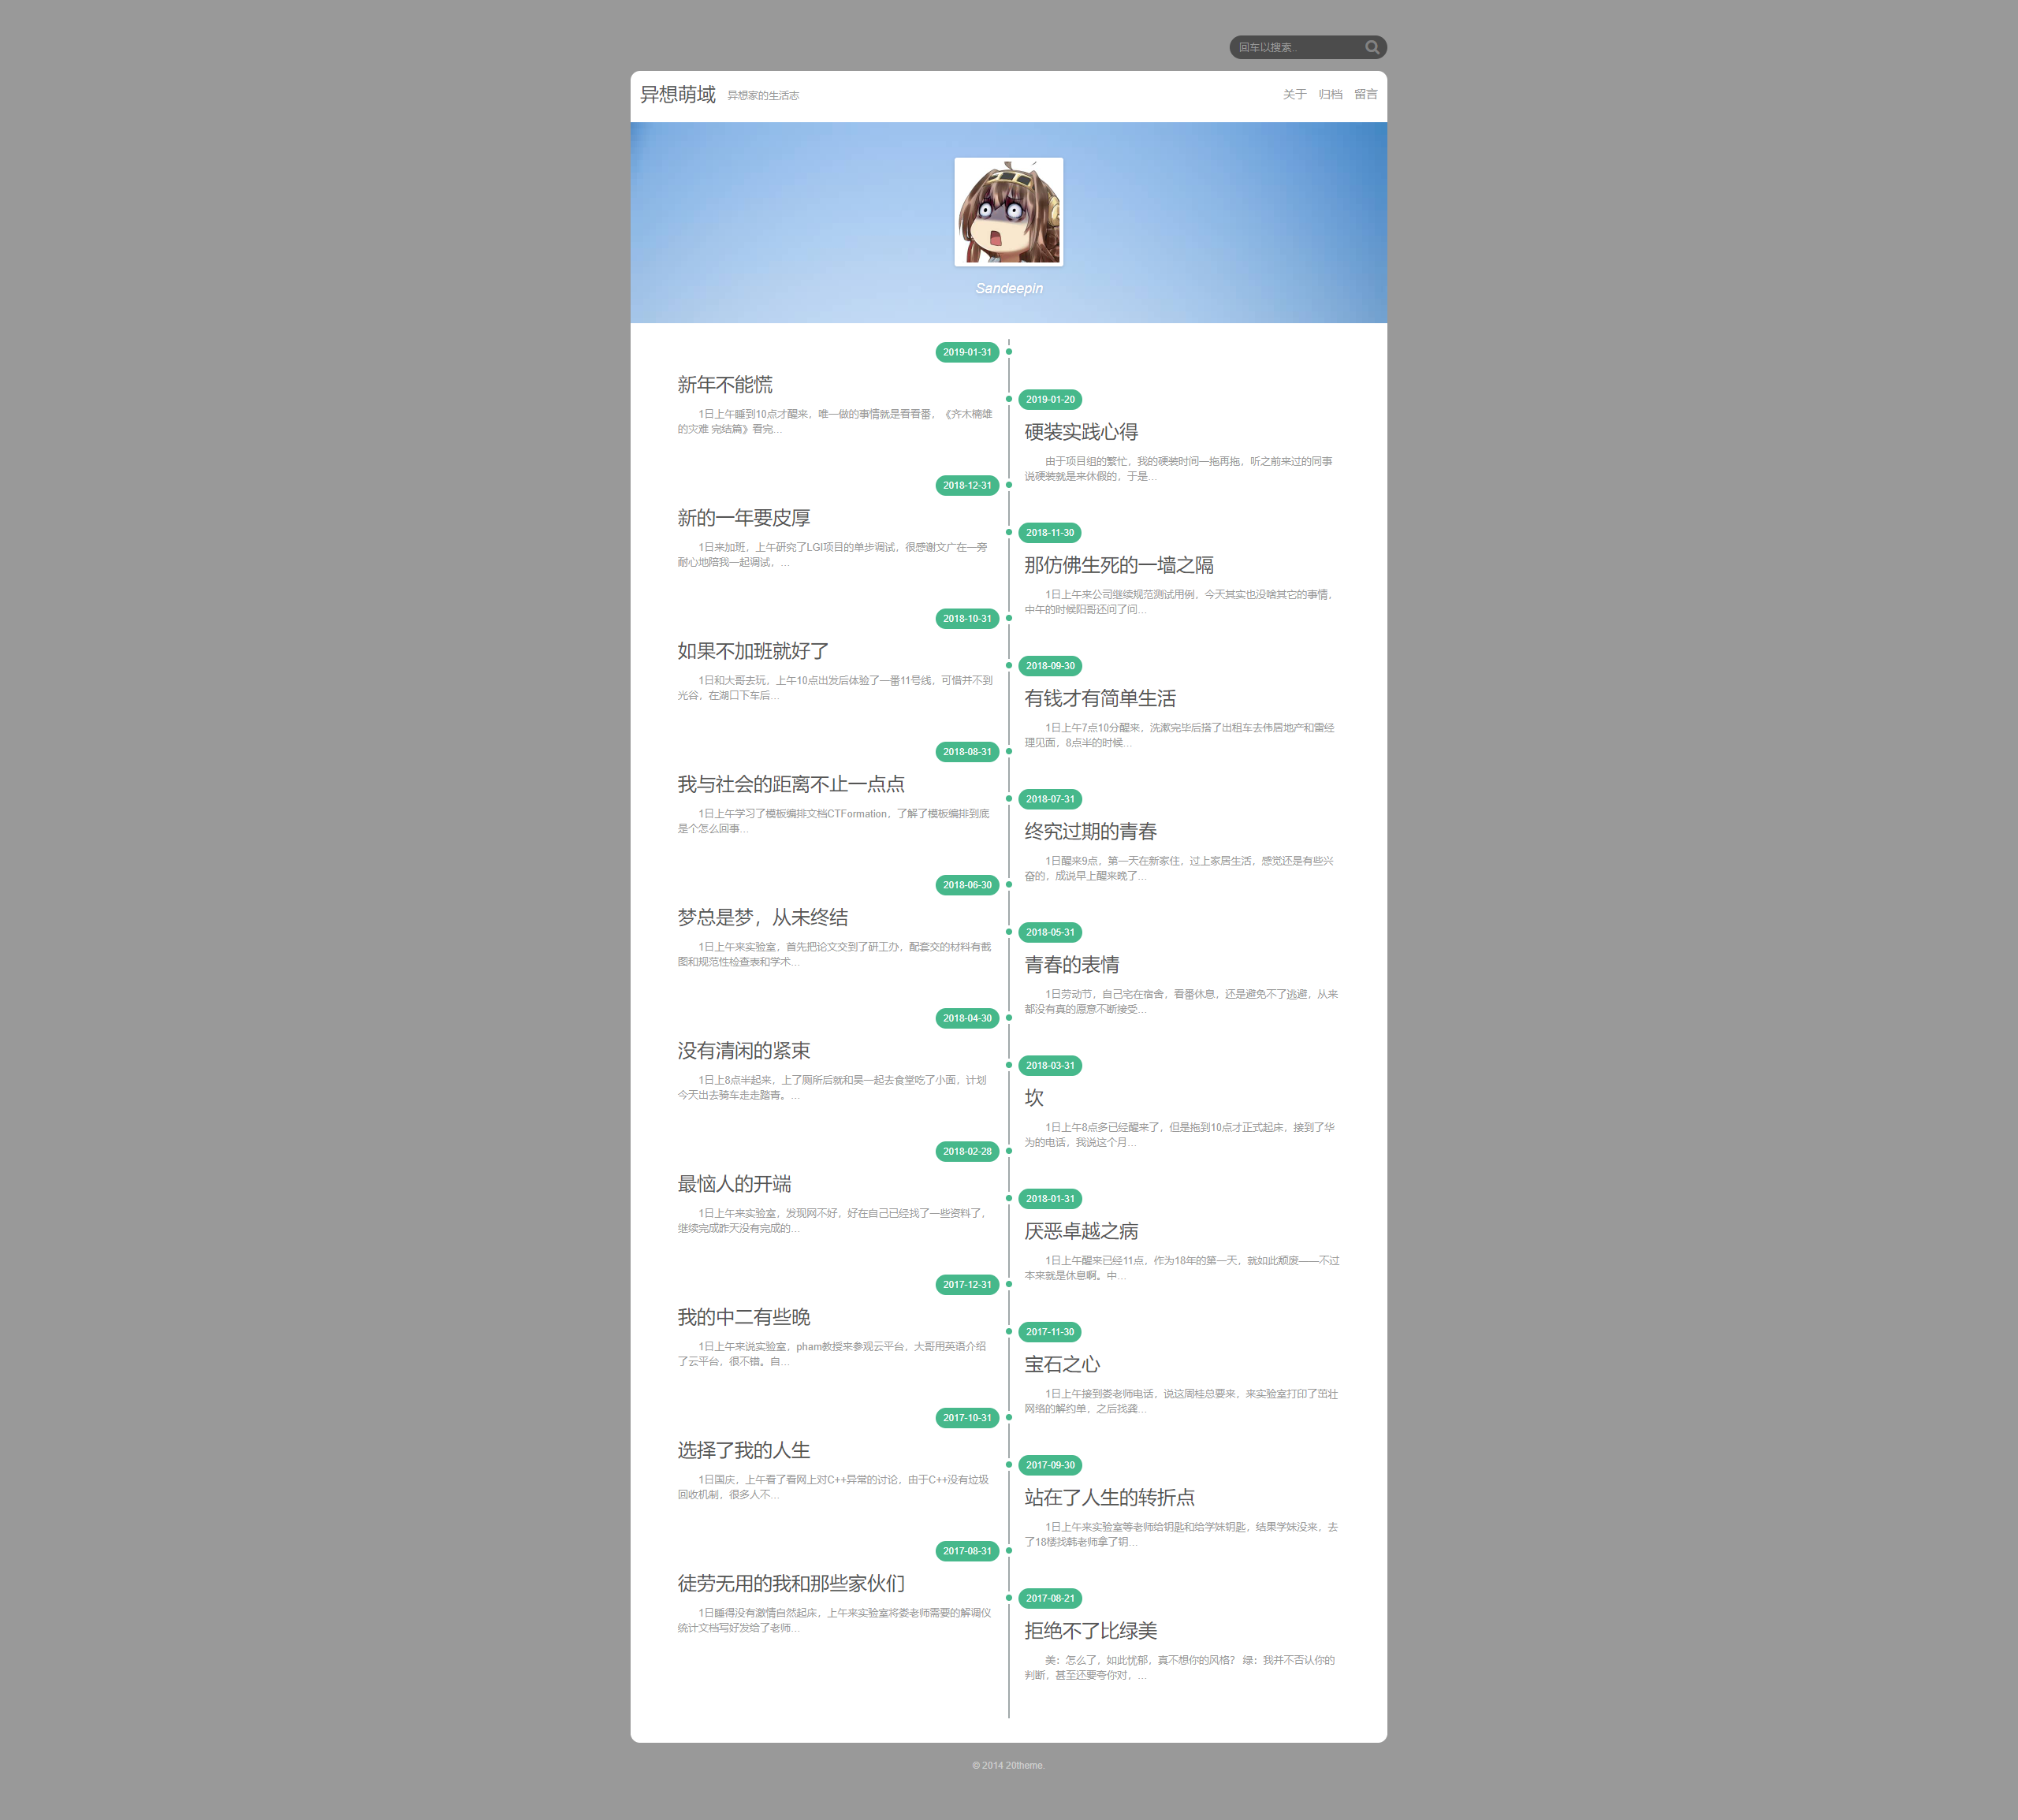 回车以搜索...
异想萌域
异想家的生活志
关于 归档 留言
Sandeepin
2019-01-31
新年不能慌
1日上午睡到10点才醒来，唯一做的事情就是看看番，《齐木楠雄
的灾难 完结篇》看完...
2019-01-20
硬装实践心得
由于项目组的繁忙，我的硬装时间一拖再拖，听之前来过的同事
说硬装就是来休假的，于是...
2018-12-31
新的一年要皮厚
1日来加班，上午研究了LGI项目的单步调试，很感谢文广在一旁
耐心地陪我一起调试，...
2018-11-30
那仿佛生死的一墙之隔
1日上午来公司继续规范测试用例，今天其实也没啥其它的事情，
中午的时候阳哥还问了问...
2018-10-31
如果不加班就好了
1日和大哥去玩，上午10点出发后体验了一番11号线，可惜并不到
光谷，在湖口下车后...
2018-09-30
有钱才有简单生活
1日上午7点10分醒来，洗漱完毕后搭了出租车去伟居地产和雷经
理见面，8点半的时候...
2018-08-31
我与社会的距离不止一点点
1日上午学习了模板编排文档CTFormation，了解了模板编排到底
是个怎么回事...
2018-07-31
终究过期的青春
1日醒来9点，第一天在新家住，过上家居生活，感觉还是有些兴
奋的，成说早上醒来晚了...
2018-06-30
梦总是梦，从未终结
1日上午来实验室，首先把论文交到了研工办，配套交的材料有截
图和规范性检查表和学术...
2018-05-31
青春的表情
1日劳动节，自己宅在宿舍，看番休息，还是避免不了逃避，从来
都没有真的愿意不断接受...
2018-04-30
没有清闲的紧束
1日上8点半起来，上了厕所后就和昊一起去食堂吃了小面，计划
今天出去骑车走走踏青。...
2018-03-31
坎
1日上午8点多已经醒来了，但是拖到10点才正式起床，接到了华
为的电话，我说这个月...
2018-02-28
最恼人的开端
1日上午来实验室，发现网不好，好在自己已经找了一些资料了，
继续完成昨天没有完成的...
2018-01-31
厌恶卓越之病
1日上午醒来已经11点，作为18年的第一天，就如此颓废——不过
本来就是休息啊。中...
2017-12-31
我的中二有些晚
1日上午来说实验室，pham教授来参观云平台，大哥用英语介绍
了云平台，很不错。自...
2017-11-30
宝石之心
1日上午接到娄老师电话，说这周桂总要来，来实验室打印了茁壮
网络的解约单，之后找龚...
2017-10-31
选择了我的人生
1日国庆，上午看了看网上对C++异常的讨论，由于C++没有垃圾
回收机制，很多人不...
2017-09-30
站在了人生的转折点
1日上午来实验室等老师给钥匙和给学妹钥匙，结果学妹没来，去
了18楼找韩老师拿了钥...
2017-08-31
徒劳无用的我和那些家伙们
1日睡得没有激情自然起床，上午来实验室将娄老师需要的解调仪
统计文档写好发给了老师...
2017-08-21
拒绝不了比绿美
美：怎么了，如此忧郁，真不想你的风格？ 绿：我并不否认你的
判断，甚至还要夸你对，...
© 2014 20theme.